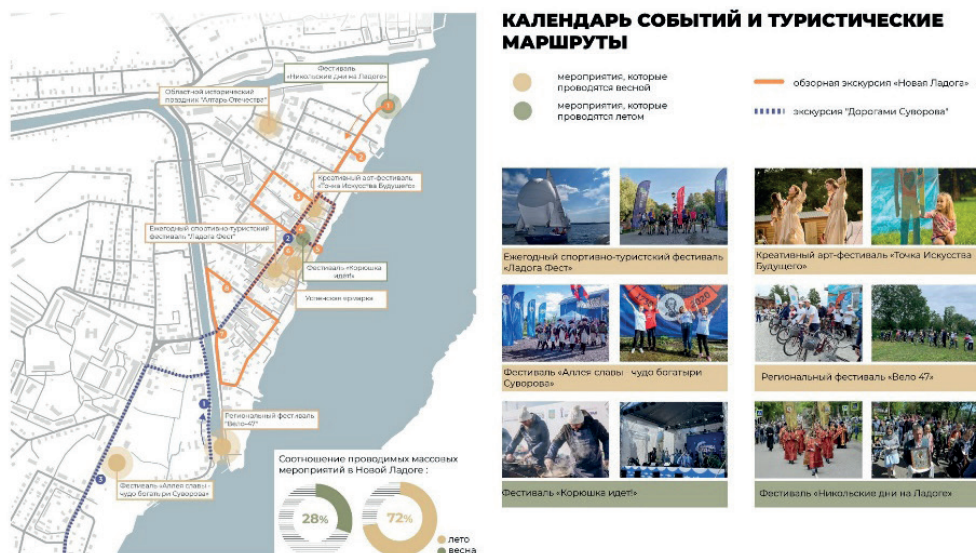 КАЛЕНДАРЬ СОБЫТИЙ И ТУРИСТИЧЕСКИЕ
МАРШРУТЫ
мероприятия, которые
проводятся весной
мероприятия, которые
проводятся летом
обзорная экскурсия «Новая Ладога»
экскурсия "Дорогами Суворова"
Фестиваль
«Никольские дни на Ладоге»
Областной исторический
праздник "Алтарь Отечества"
Креативный арт-фестиваль
«Точка Искусства Будущего»
Ежегодный спортивно-туристский
фестиваль "Ладога Фест"
Фестиваль «Корюшка
идет!»
Успенская ярмарка
Региональный фестиваль
"Вело-47"
Фестиваль «Аллея славы -
чудо богатыри Суворова»
Соотношение проводимых массовых
мероприятий в Новой Ладоге :
28%
72%
лето
весна
Ежегодный спортивно-туристский фестиваль
«Ладога Фест»
Креативный арт-фестиваль «Точка Искусства
Будущего»
Фестиваль «Аллея славы - чудо богатыри
Суворова»
Региональный фестиваль «Вело 47»
Фестиваль «Корюшка идет!»
Фестиваль «Никольские дни на Ладоге»